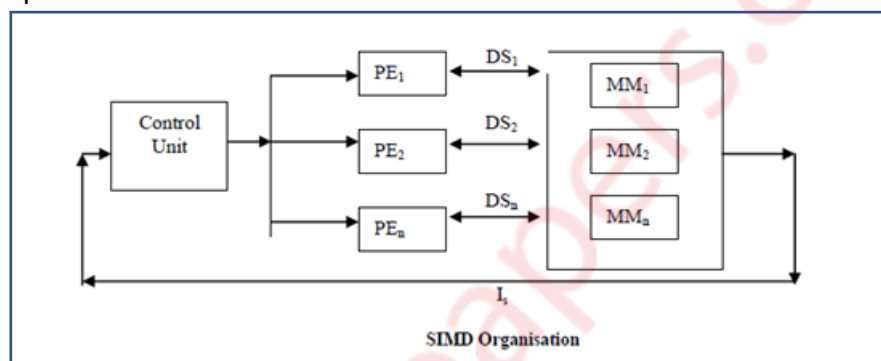 PE₁
DS₁
MM₁
Control
Unit
PE₂
DS₂
MM₂
PEₙ
DSₙ
MMₙ
Iₛ
SIMD Organisation